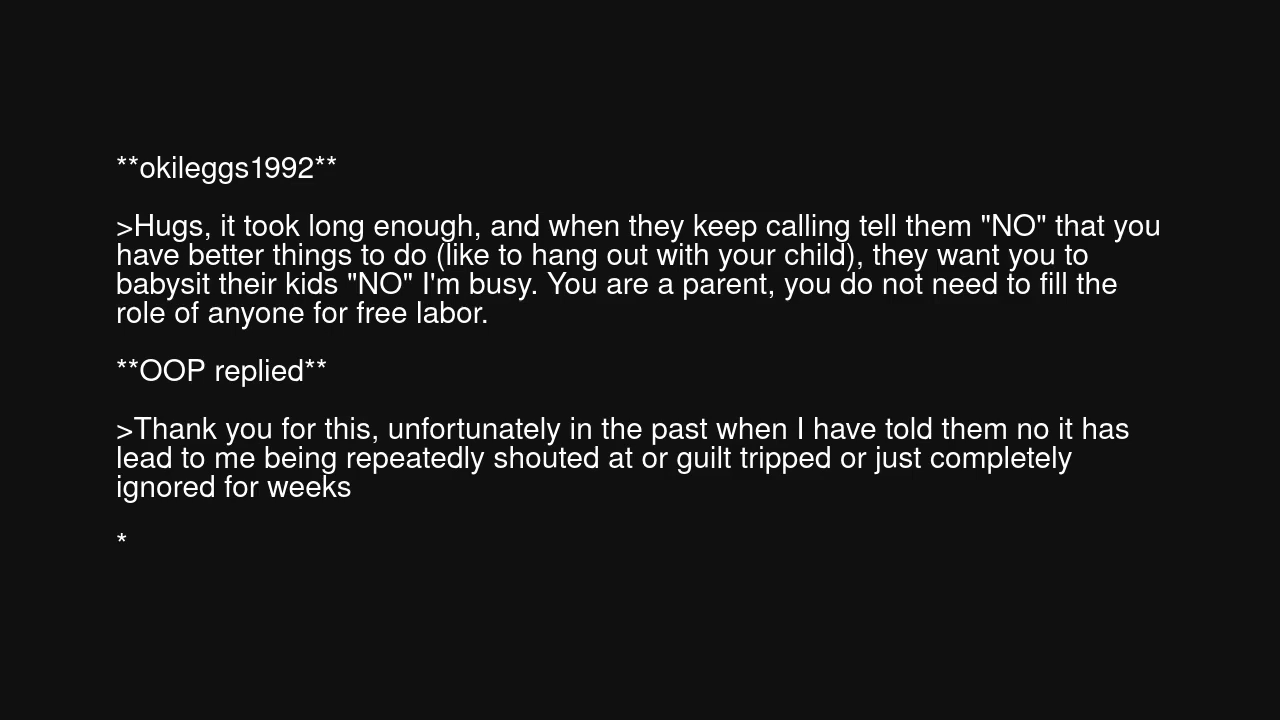 **okileggs1992**
>Hugs, it took long enough, and when they keep calling tell them "NO" that you
have better things to do (like to hang out with your child), they want you to
babysit their kids "NO" I'm busy. You are a parent, you do not need to fill the
role of anyone for free labor.
**OOP replied**
>Thank you for this, unfortunately in the past when I have told them no it has
lead to me being repeatedly shouted at or guilt tripped or just completely
ignored for weeks
*